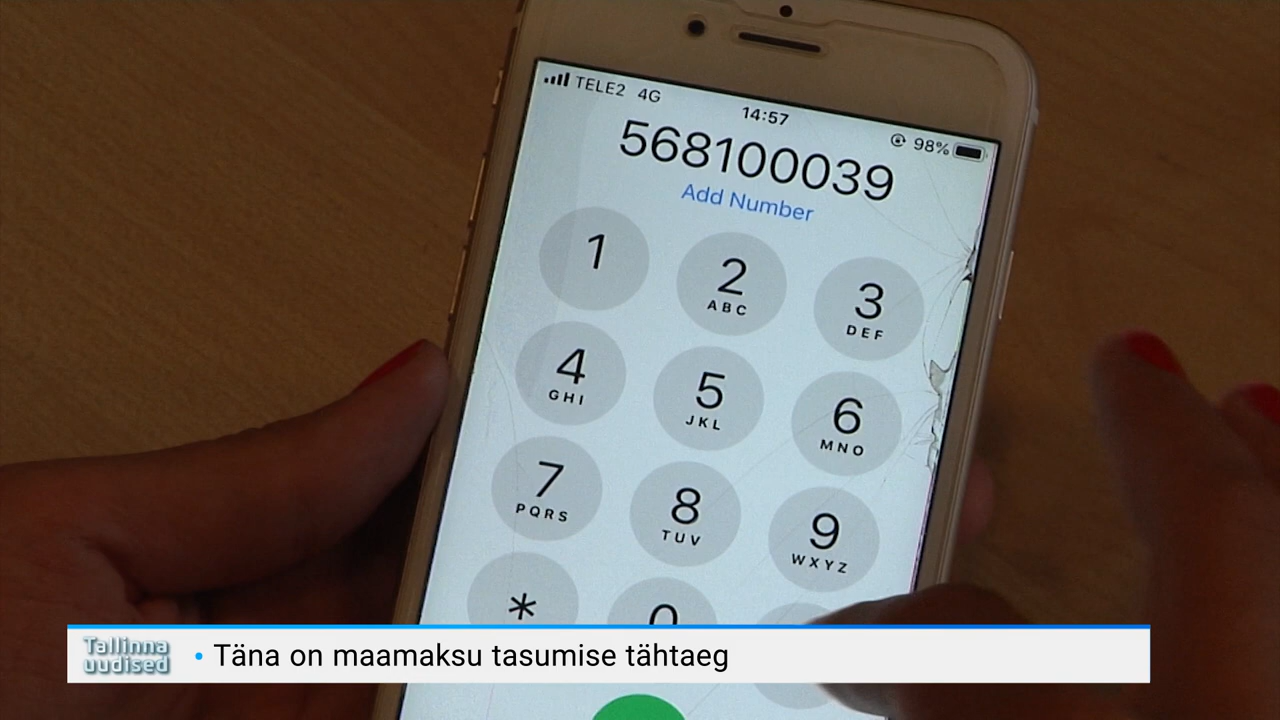 TELE2 4G
14:57
98%
568100039
Add Number
1
2
ABC
3
DEF
4
GHI
5
JKL
6
MNO
7
PQRS
8
TUV
9
WXYZ
*
0
Tallinna
uudised
• Täna on maamaksu tasumise tähtaeg